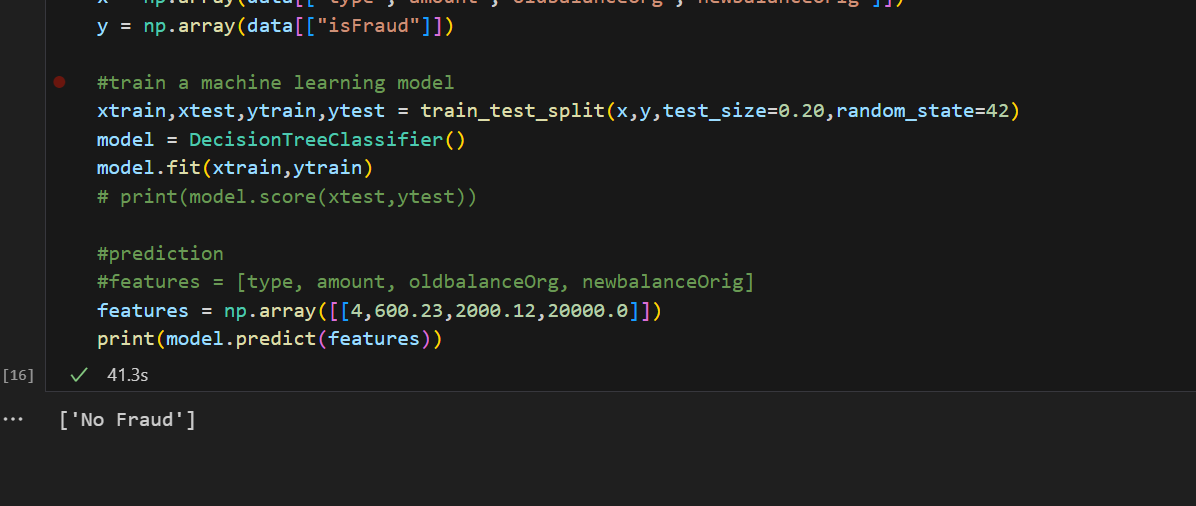 x = np.array(data[["type","amount","oldbalanceOrg","newbalanceOrig"]])
y = np.array(data[["isFraud"]])
#train a machine learning model
xtrain,xtest,ytrain,ytest = train_test_split(x,y,test_size=0.20,random_state=42)
model = DecisionTreeClassifier()
model.fit(xtrain,ytrain)
# print(model.score(xtest,ytest))
#prediction
#features = [type, amount, oldbalanceOrg, newbalanceOrig]
features = np.array([[4,600.23,2000.12,20000.0]])
print(model.predict(features))
[16] 41.3s
['No Fraud']